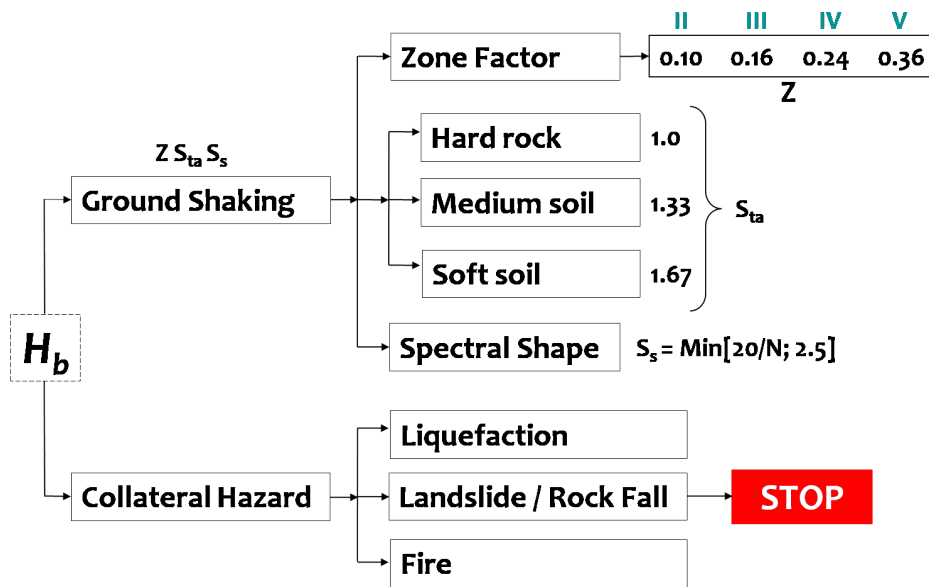 II III IV V
Zone Factor 0.10 0.16 0.24 0.36
Z
Hard rock 1.0
Z Sta Ss
Ground Shaking Medium soil 1.33 Sta
Soft soil 1.67
Hb
Spectral Shape Ss = Min[20/N; 2.5]
Liquefaction
Collateral Hazard Landslide / Rock Fall STOP
Fire